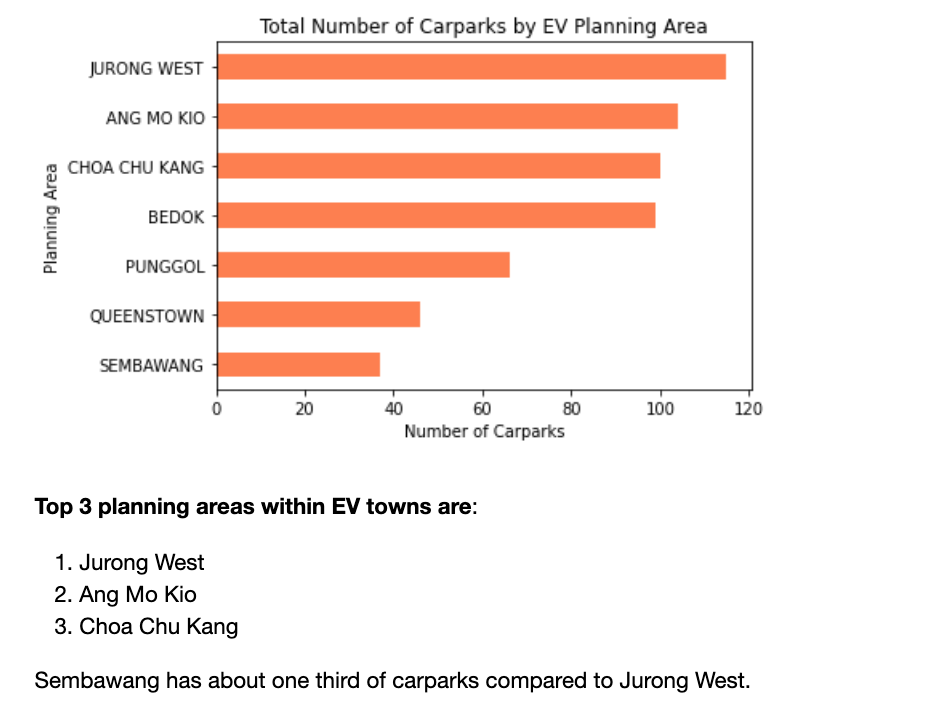 Total Number of Carparks by EV Planning Area
Planning Area
JURONG WEST
ANG MO KIO
CHOA CHU KANG
BEDOK
PUNGGOL
QUEENSTOWN
SEMBAWANG
0 20 40 60 80 100 120
Number of Carparks
Top 3 planning areas within EV towns are:
1. Jurong West
2. Ang Mo Kio
3. Choa Chu Kang
Sembawang has about one third of carparks compared to Jurong West.